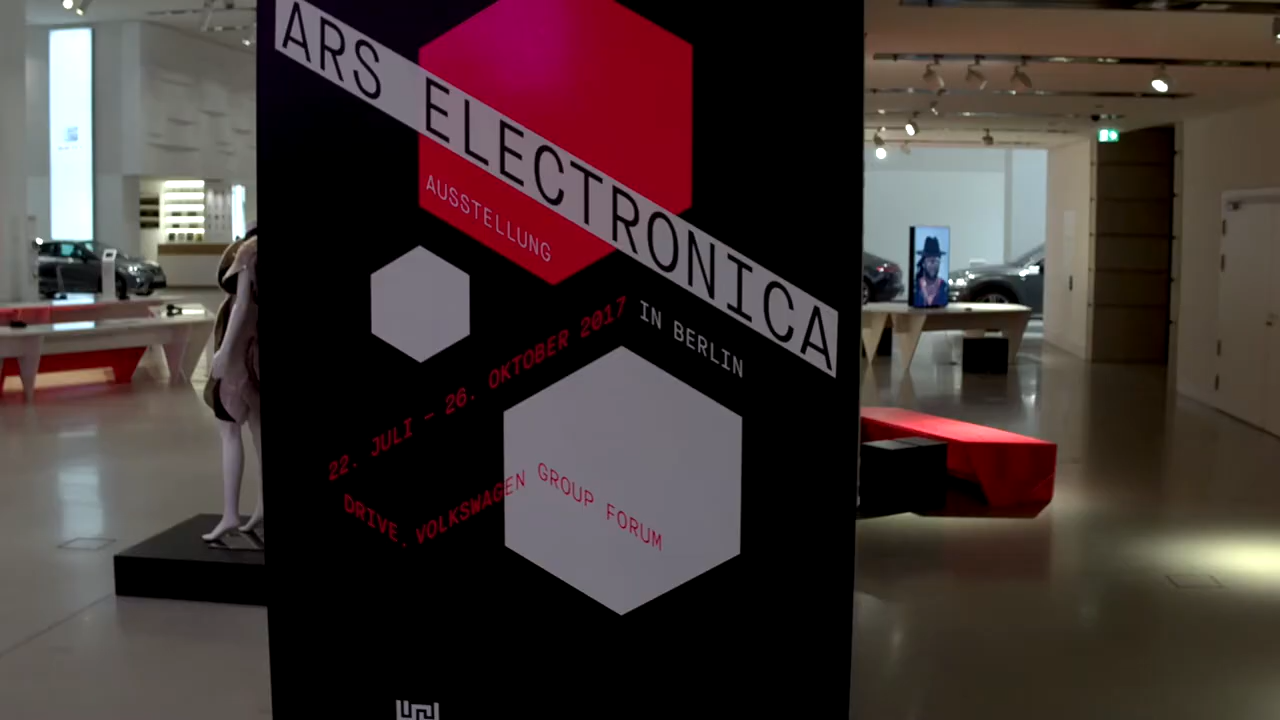 ARS ELECTRONICA
AUSSTELLUNG
IN BERLIN
22. JULI – 26. OKTOBER 2017
DRIVE. VOLKSWAGEN GROUP FORUM